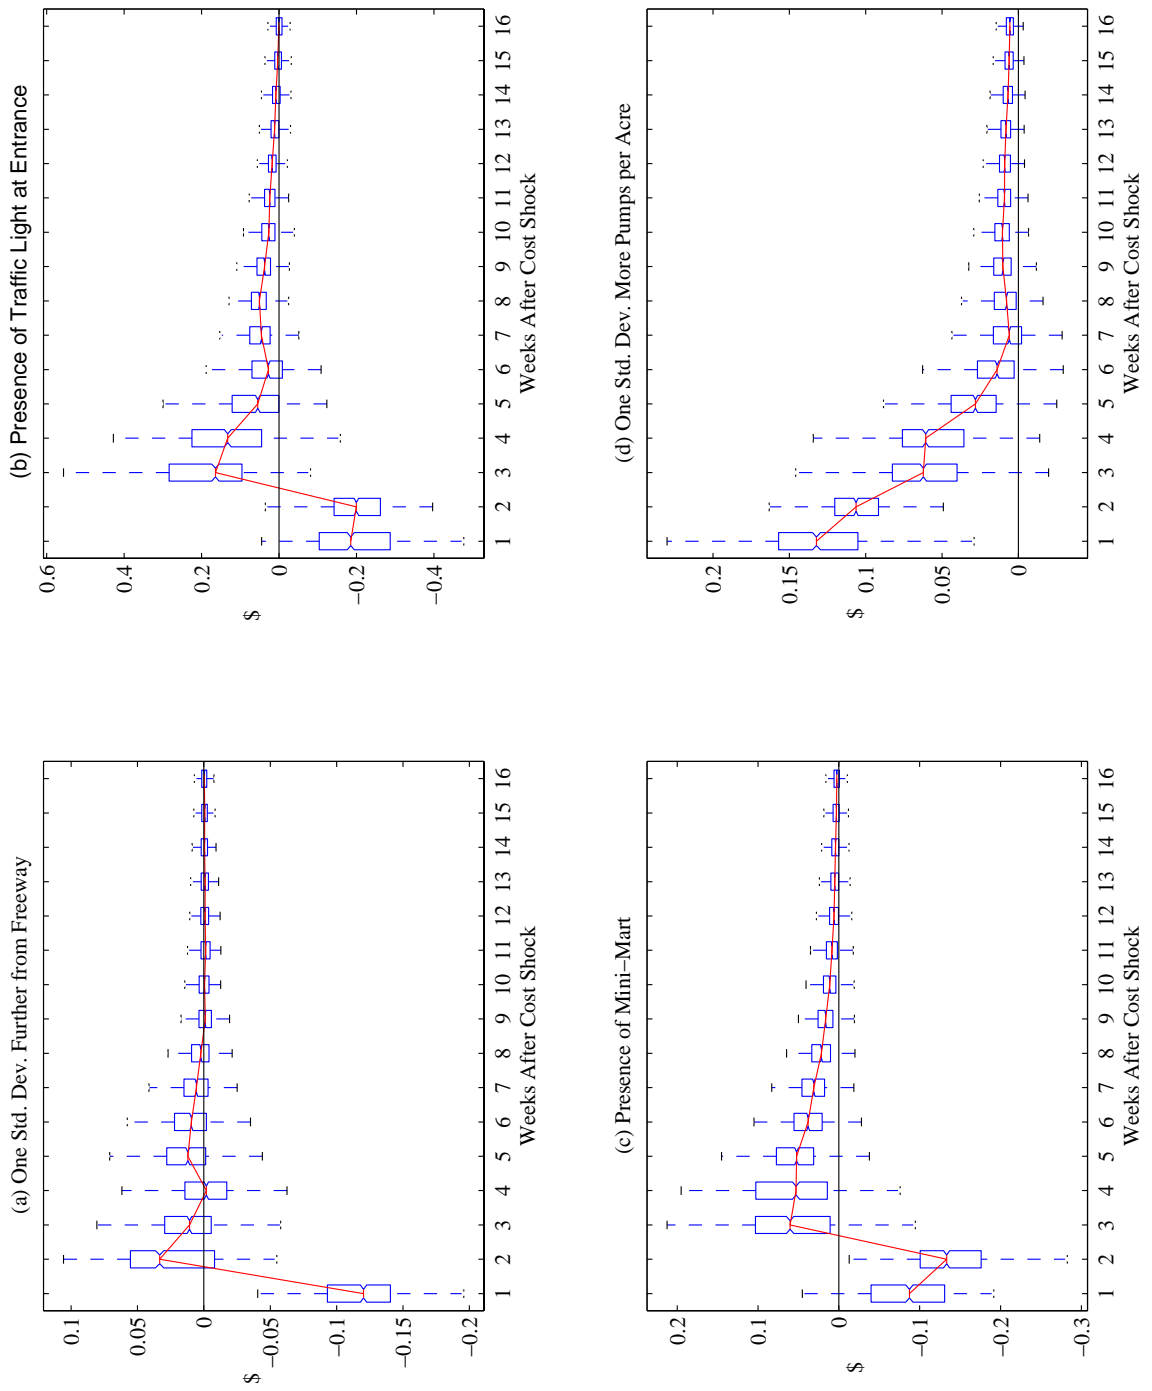 (a) One Std. Dev. Further from Freeway
0.1
0.05
0
−0.05
−0.1
−0.15
−0.2
$
1 2 3 4 5 6 7 8 9 10 11 12 13 14 15 16
Weeks After Cost Shock
(b) Presence of Traffic Light at Entrance
0.6
0.4
0.2
0
−0.2
−0.4
$
1 2 3 4 5 6 7 8 9 10 11 12 13 14 15 16
Weeks After Cost Shock
(c) Presence of Mini−Mart
0.2
0.1
0
−0.1
−0.2
−0.3
$
1 2 3 4 5 6 7 8 9 10 11 12 13 14 15 16
Weeks After Cost Shock
(d) One Std. Dev. More Pumps per Acre
0.2
0.15
0.1
0.05
0
$
1 2 3 4 5 6 7 8 9 10 11 12 13 14 15 16
Weeks After Cost Shock